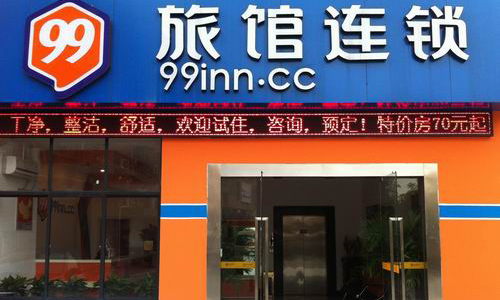 99 旅馆连锁
99inn.cc
干净，整洁，舒适，欢迎试住，咨询，预定！特价房70元起